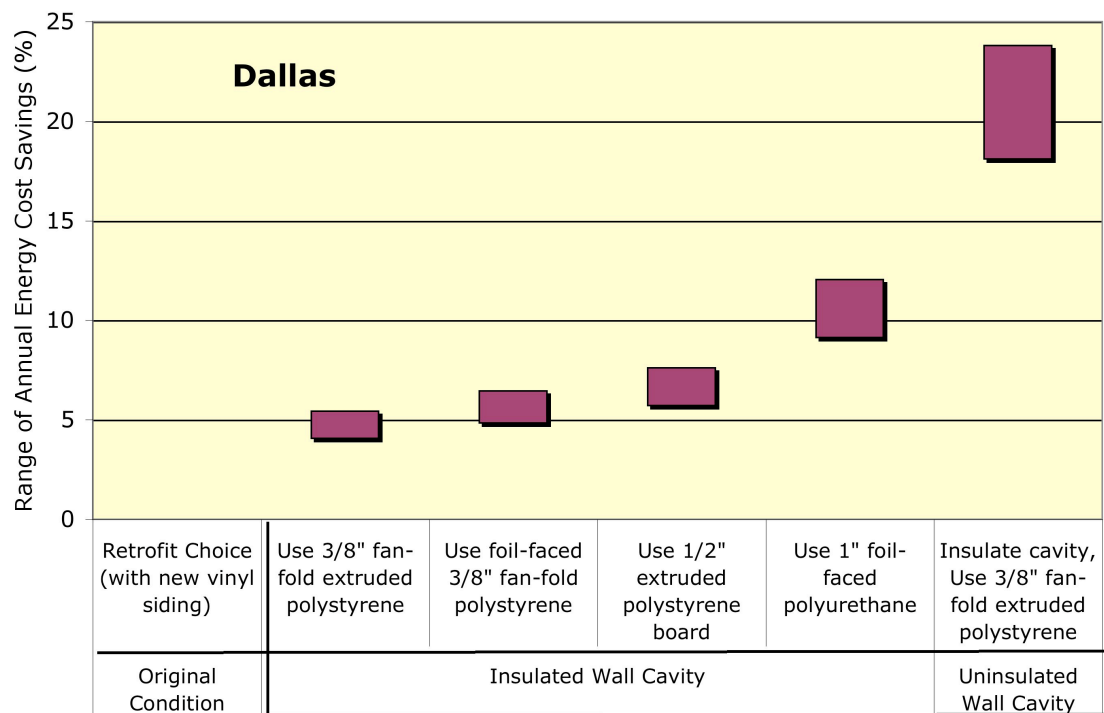 Range of Annual Energy Cost Savings (%)
25
20
15
10
5
0
Dallas
Retrofit Choice
(with new vinyl
siding)
Use 3/8" fan-
fold extruded
polystyrene
Use foil-faced
3/8" fan-fold
polystyrene
Use 1/2"
extruded
polystyrene
board
Use 1" foil-
faced
polyurethane
Insulate cavity,
Use 3/8" fan-
fold extruded
polystyrene
Original
Condition
Insulated Wall Cavity
Uninsulated
Wall Cavity